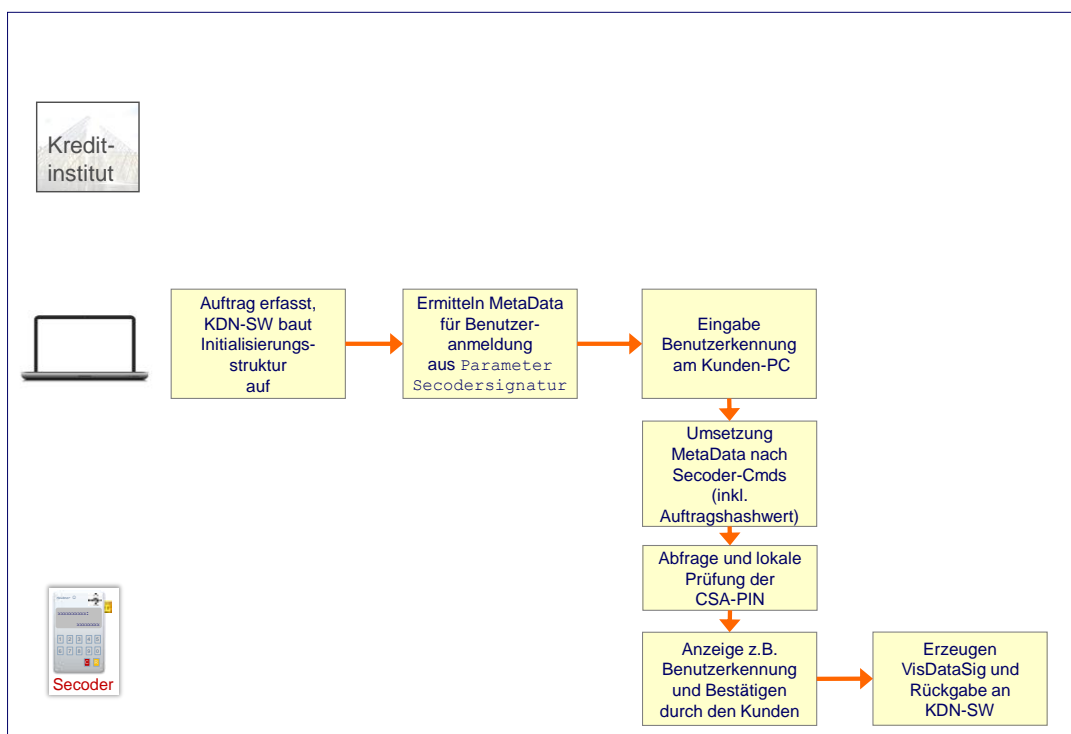 Kredit-
institut
Auftrag erfasst,
KDN-SW baut
Initialisierungs-
struktur
auf
Ermitteln MetaData
für Benutzer-
anmeldung
aus Parameter
Secodersignatur
Eingabe
Benutzerkennung
am Kunden-PC
Umsetzung
MetaData nach
Secoder-Cmds
(inkl.
Auftragshashwert)
Abfrage und lokale
Prüfung der
CSA-PIN
Anzeige z.B.
Benutzerkennung
und Bestätigen
durch den Kunden
Erzeugen
VisDataSig und
Rückgabe an
KDN-SW
Secoder